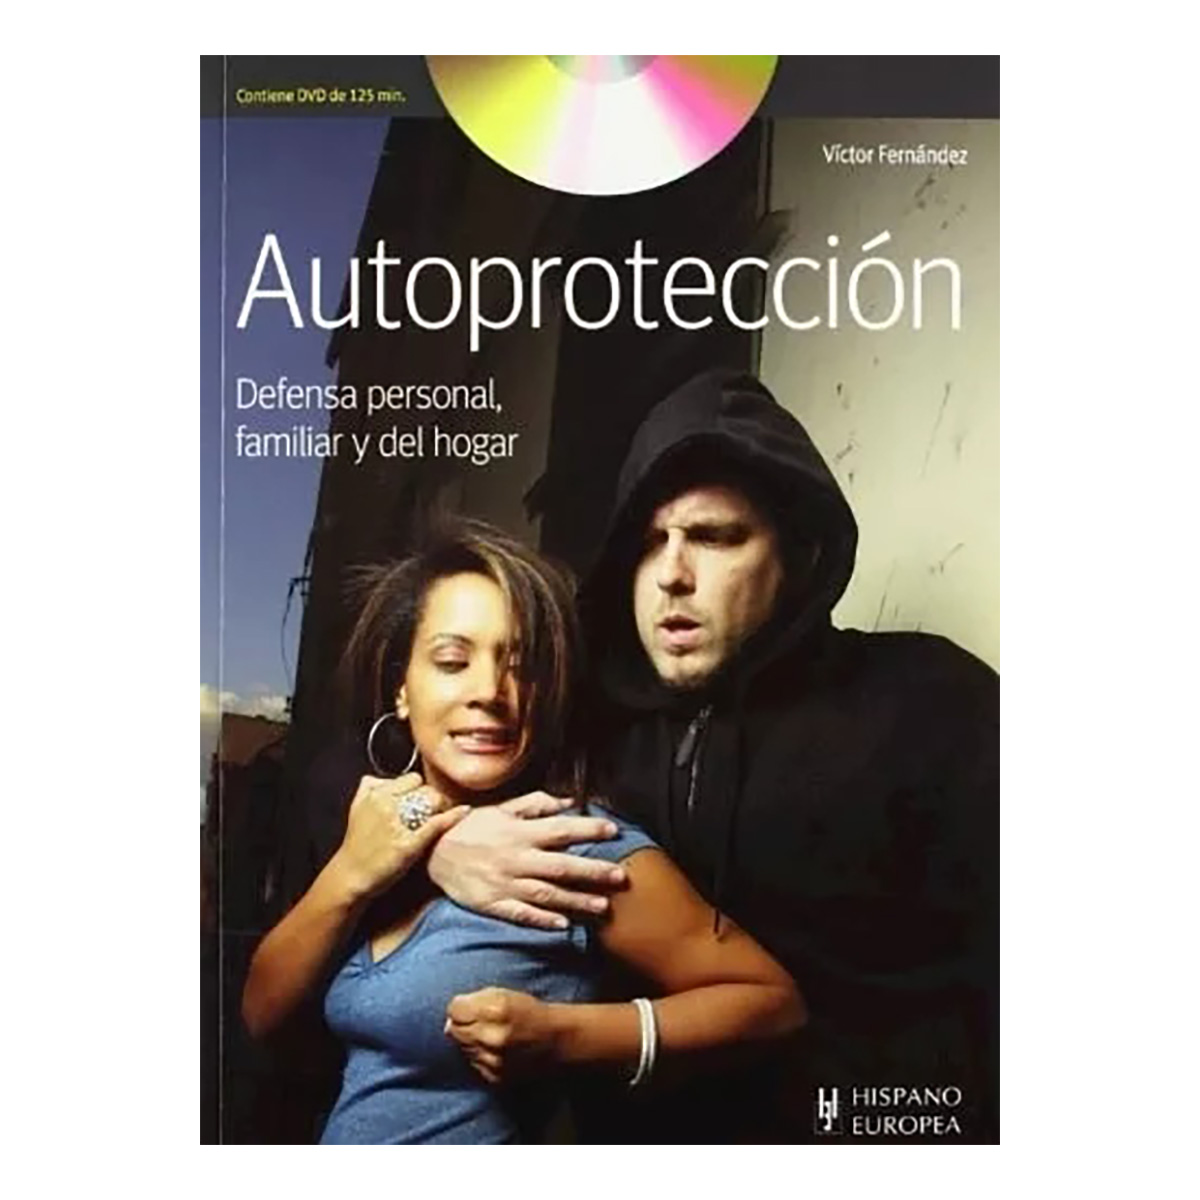 Contiene DVD de 125 min.
Víctor Fernández
Autoprotección
Defensa personal,
familiar y del hogar
HISPANO
EUROPEA